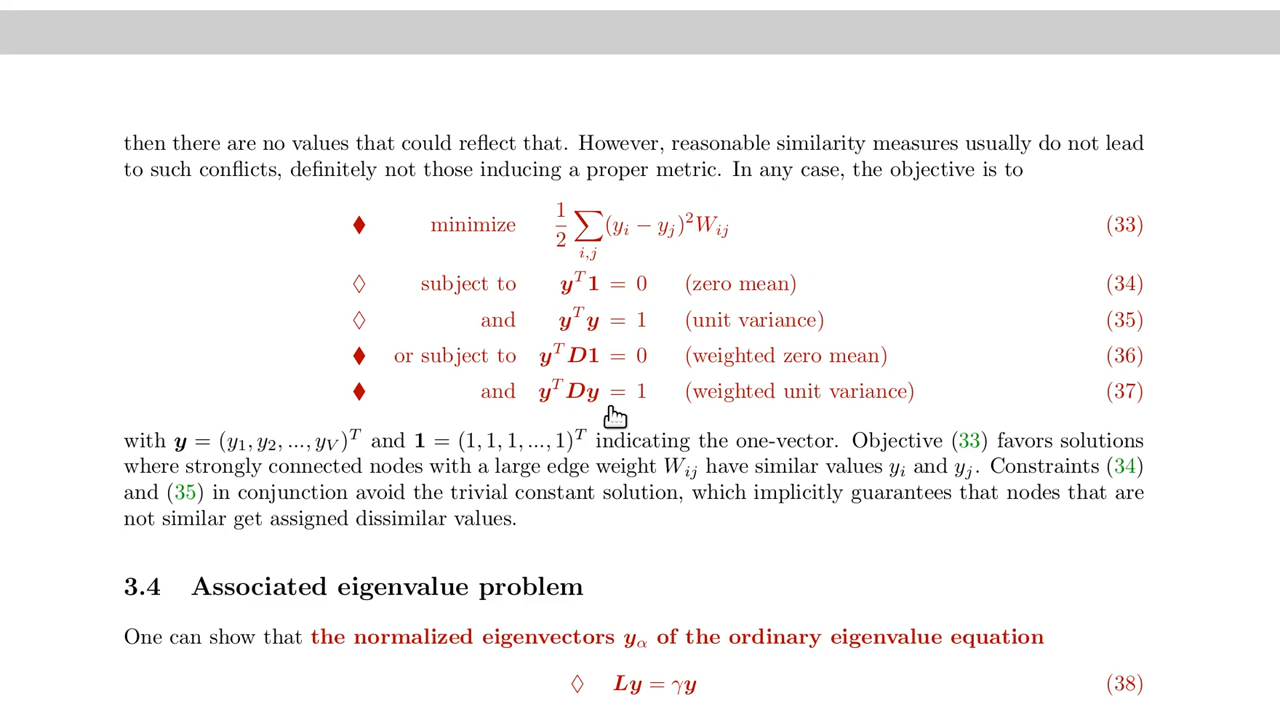 then there are no values that could reflect that. However, reasonable similarity measures usually do not lead
to such conflicts, definitely not those inducing a proper metric. In any case, the objective is to
♦ minimize 1/2 ∑_{i,j} (y_i − y_j)^2 W_{ij} (33)
♢ subject to y^T 1 = 0 (zero mean) (34)
♢ and y^T y = 1 (unit variance) (35)
♦ or subject to y^T D1 = 0 (weighted zero mean) (36)
♦ and y^T Dy = 1 (weighted unit variance) (37)
with y = (y_1, y_2, ..., y_V)^T and 1 = (1, 1, 1, ..., 1)^T indicating the one-vector. Objective (33) favors solutions
where strongly connected nodes with a large edge weight W_{ij} have similar values y_i and y_j. Constraints (34)
and (35) in conjunction avoid the trivial constant solution, which implicitly guarantees that nodes that are
not similar get assigned dissimilar values.
3.4 Associated eigenvalue problem
One can show that the normalized eigenvectors y_α of the ordinary eigenvalue equation
♢ Ly = γy (38)